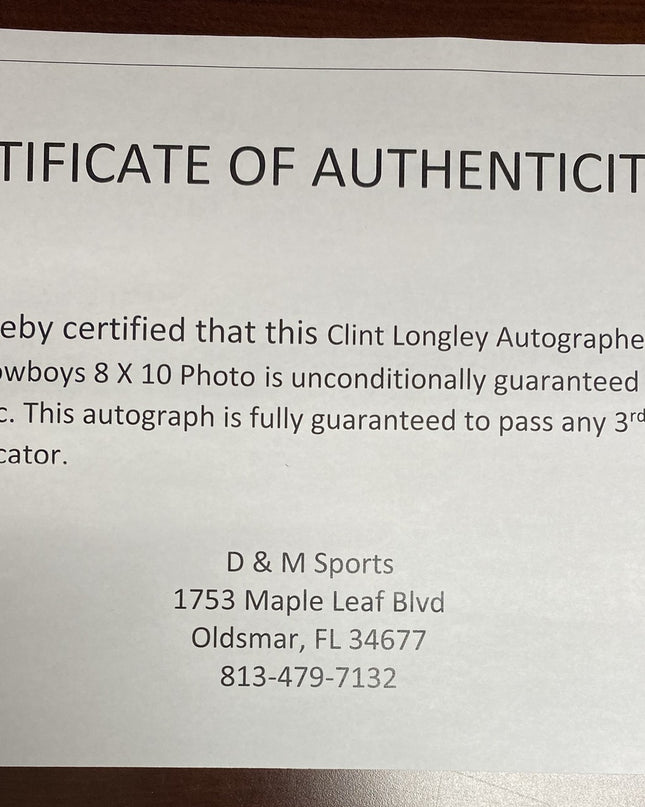 TIFICATE OF AUTHENTICIT
eby certified that this Clint Longley Autographe
owboys 8 X 10 Photo is unconditionally guaranteed
c. This autograph is fully guaranteed to pass any 3rd
cator.
D & M Sports
1753 Maple Leaf Blvd
Oldsmar, FL 34677
813-479-7132